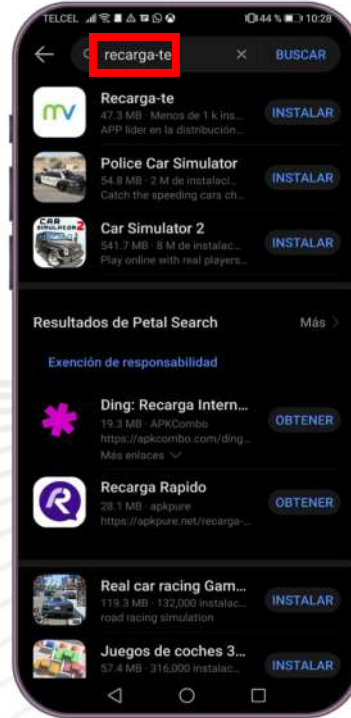 TELCEL 44 % 10:28
recarga-te × BUSCAR
mv
Recarga-te
47.3 MB · Menos de 1 k ins...
APP líder en la distribución...
INSTALAR
Police Car Simulator
54.8 MB · 2 M de instalaci...
Catch the speeding cars ch...
INSTALAR
CAR
SIMULATOR 2
Car Simulator 2
541.7 MB · 8 M de instalac...
Play online with real players...
INSTALAR
Resultados de Petal Search Más
Exención de responsabilidad
Ding: Recarga Intern...
19.3 MB · APKCombo
https://apkcombo.com/ding...
Más enlaces
OBTENER
R
Recarga Rapido
28.1 MB · apkpure
https://apkpure.net/recarga-...
OBTENER
Real car racing Gam...
119.3 MB · 132,000 instalac...
road racing simulation
INSTALAR
Juegos de coches 3...
57.4 MB · 316,000 instalac...
INSTALAR